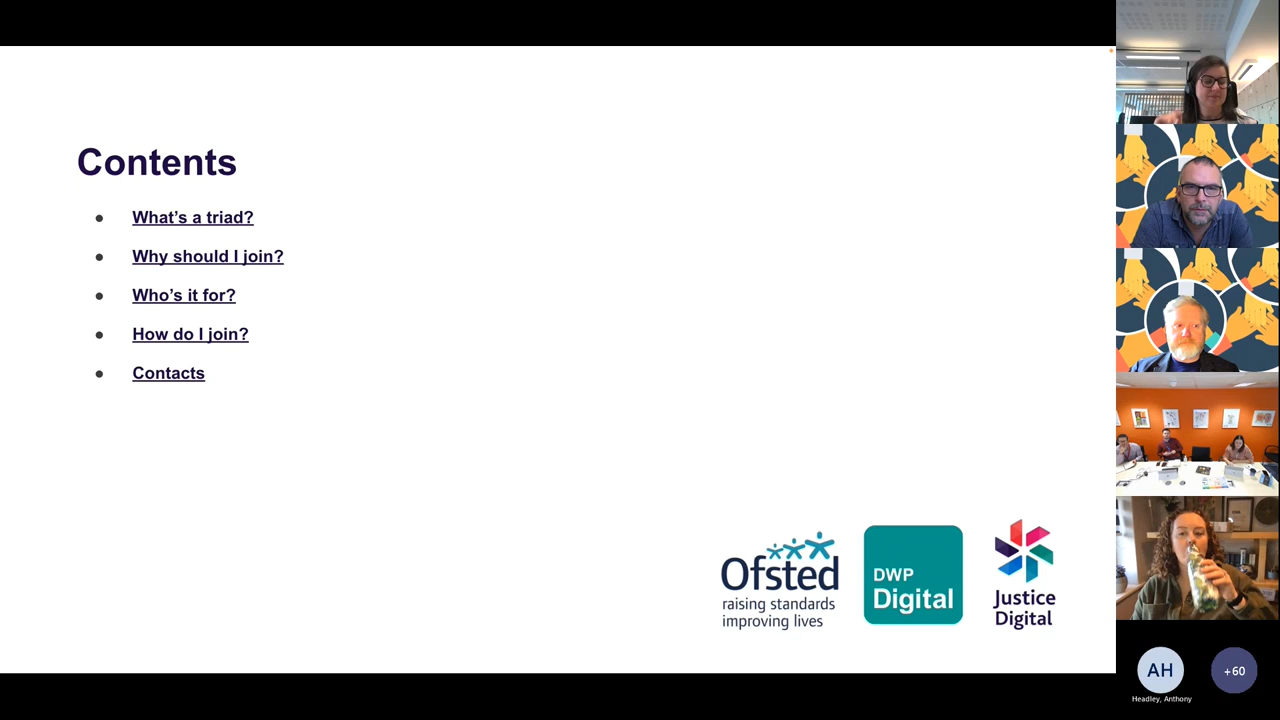 Contents
What’s a triad?
Why should I join?
Who’s it for?
How do I join?
Contacts
Ofsted
raising standards
improving lives
DWP
Digital
Justice
Digital
AH
+60
Headley, Anthony